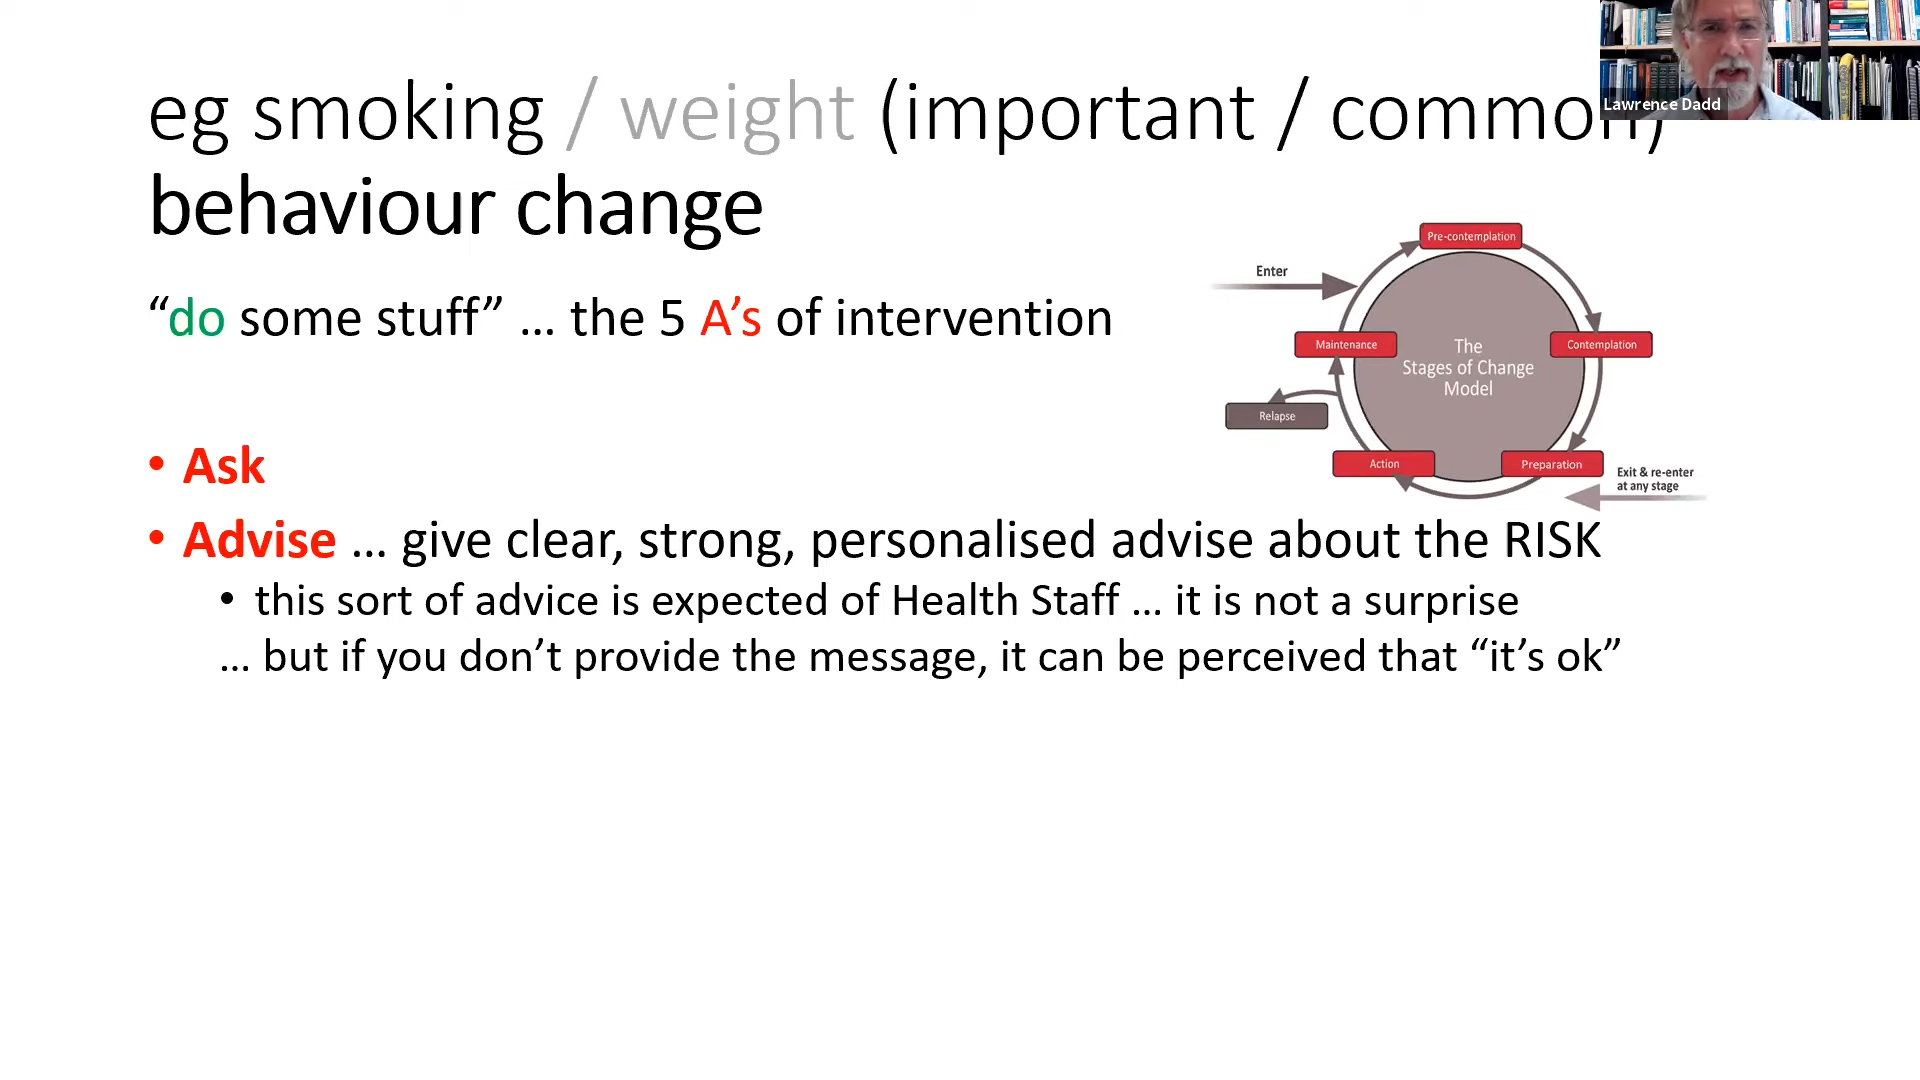 eg smoking / weight (important / common)
behaviour change
Lawrence Dadd
“do some stuff” … the 5 A’s of intervention
Pre-contemplation
Enter
Maintenance
Contemplation
The
Stages of Change
Model
Relapse
Action
Preparation
Exit & re-enter
at any stage
• Ask
• Advise … give clear, strong, personalised advise about the RISK
• this sort of advice is expected of Health Staff … it is not a surprise
… but if you don’t provide the message, it can be perceived that “it’s ok”